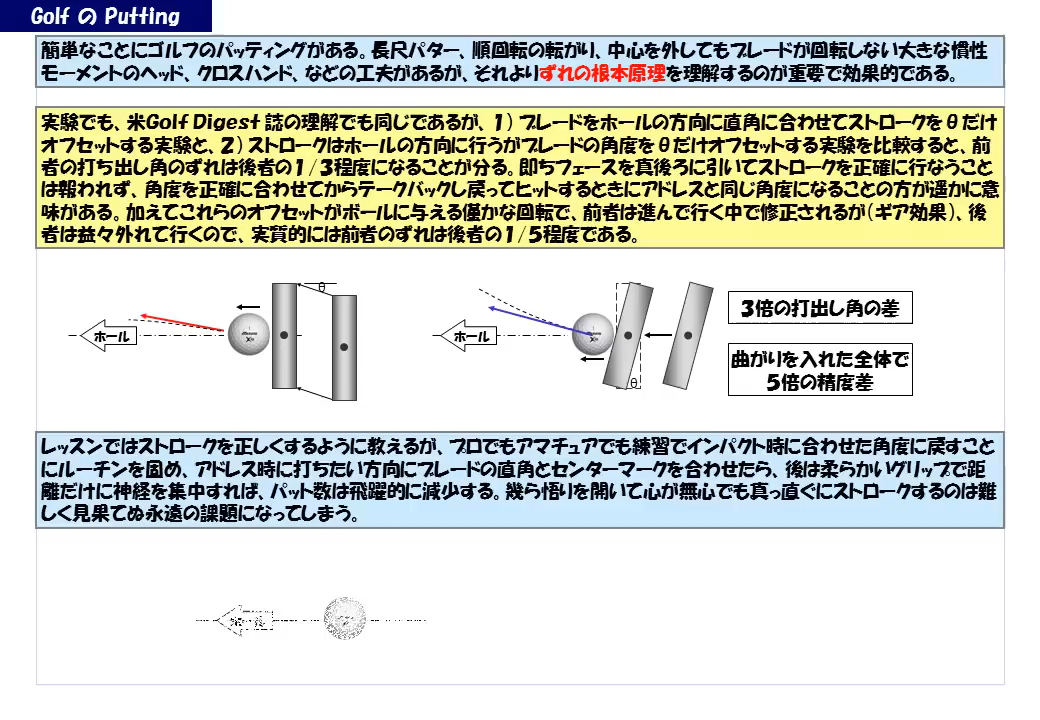 Golf の Putting
簡単なことにゴルフのパッティングがある。長尺パター、順回転の転がり、中心を外してもブレードが回転しない大きな慣性
モーメントのヘッド、クロスハンド、などの工夫があるが、それよりずれの根本原理を理解するのが重要で効果的である。
実験でも、米Golf Digest 誌の理解でも同じであるが、1）ブレードをホールの方向に直角に合わせてストロークをθだけ
オフセットする実験と、2）ストロークはホールの方向に行うがブレードの角度をθだけオフセットする実験を比較すると、前
者の打ち出し角のずれは後者の1/3程度になることが分る。即ちフェースを真後ろに引いてストロークを正確に行なうこと
は報われず、角度を正確に合わせてからテークバックし戻ってヒットするときにアドレスと同じ角度になることの方が遥かに意
味がある。加えてこれらのオフセットがボールに与える僅かな回転で、前者は進んで行く中で修正されるが（ギア効果）、後
者は益々外れて行くので、実質的には前者のずれは後者の1/5程度である。
θ
ホール
ホール
θ
3倍の打出し角の差
曲がりを入れた全体で
5倍の精度差
レッスンではストロークを正しくするように教えるが、プロでもアマチュアでも練習でインパクト時に合わせた角度に戻すこと
にルーチンを固め、アドレス時に打ちたい方向にブレードの直角とセンターマークを合わせたら、後は柔らかいグリップで距
離だけに神経を集中すれば、パット数は飛躍的に減少する。幾ら悟りを開いて心が無心でも真っ直ぐにストロークするのは難
しく見果てぬ永遠の課題になってしまう。